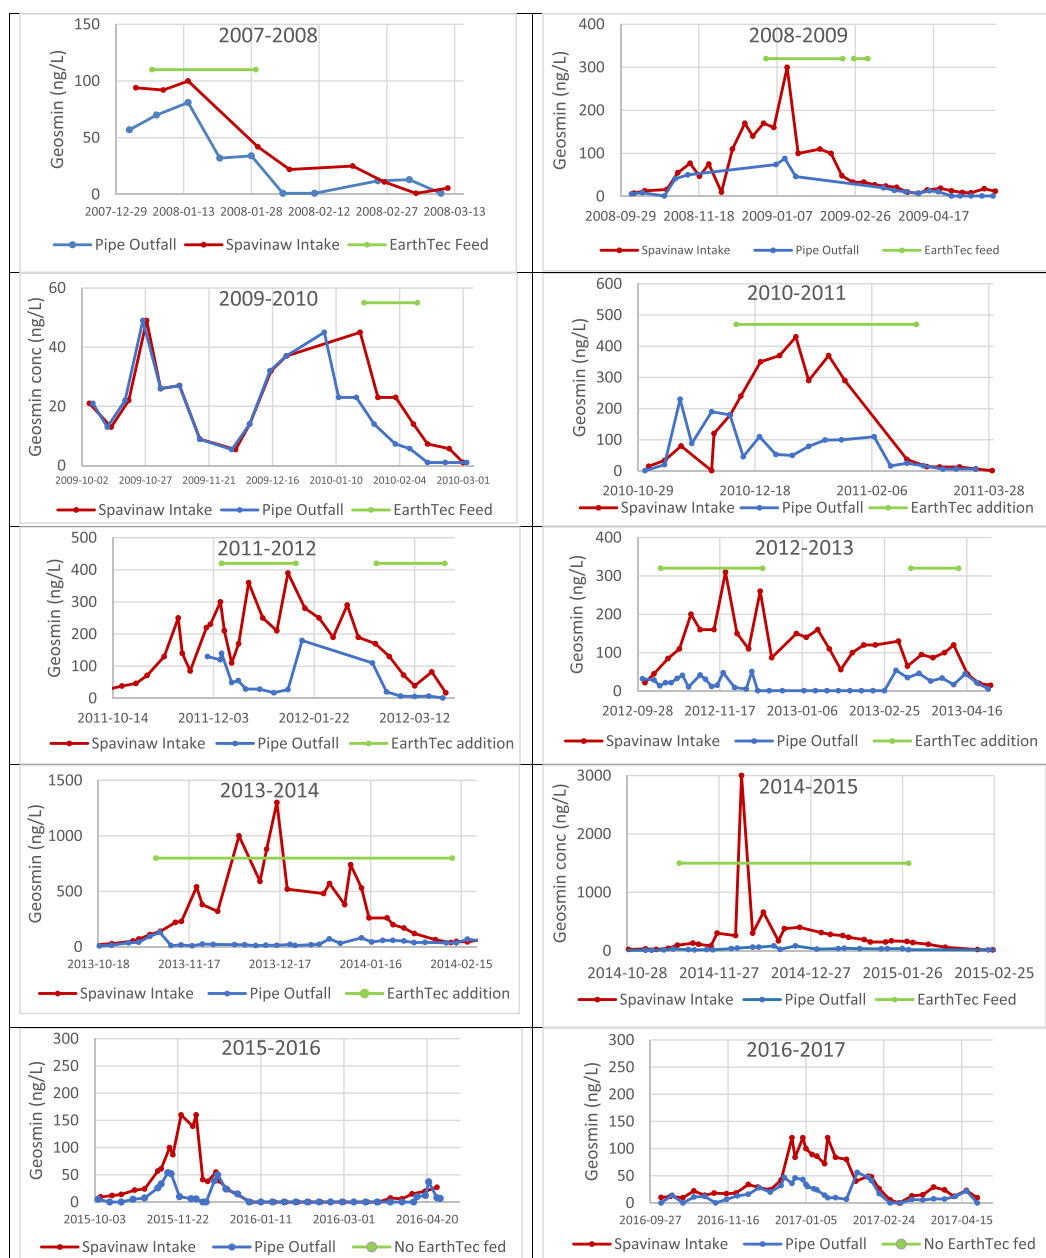 2007-2008
Geosmin (ng/L)
150
100
50
0
2007-12-29 2008-01-13 2008-01-28 2008-02-12 2008-02-27 2008-03-13
Pipe Outfall Spavinaw Intake EarthTec Feed
2008-2009
Geosmin (ng/L)
400
300
200
100
0
2008-09-29 2008-11-18 2009-01-07 2009-02-26 2009-04-17
Spavinaw Intake Pipe Outfall EarthTec feed
2009-2010
Geosmin conc (ng/L)
60
40
20
0
2009-10-02 2009-10-27 2009-11-21 2009-12-16 2010-01-10 2010-02-04 2010-03-01
Spavinaw Intake Pipe Outfall EarthTec Feed
2010-2011
Geosmin (ng/L)
600
500
400
300
200
100
0
2010-10-29 2010-12-18 2011-02-06 2011-03-28
Spavinaw Intake Pipe Outfall EarthTec addition
2011-2012
Geosmin (ng/L)
500
400
300
200
100
0
2011-10-14 2011-12-03 2012-01-22 2012-03-12
Spavinaw Intake Pipe Outfall EarthTec addition
2012-2013
Geosmin (ng/L)
400
300
200
100
0
2012-09-28 2012-11-17 2013-01-06 2013-02-25 2013-04-16
Spavinaw Intake Pipe Outfall EarthTec addition
2013-2014
Geosmin (ng/L)
1500
1000
500
0
2013-10-18 2013-11-17 2013-12-17 2014-01-16 2014-02-15
Spavinaw Intake Pipe Outfall EarthTec addition
2014-2015
Geosmin conc (ng/L)
3000
2000
1000
0
2014-10-28 2014-11-27 2014-12-27 2015-01-26 2015-02-25
Spavinaw Intake Pipe Outfall EarthTec Feed
2015-2016
Geosmin (ng/L)
300
250
200
150
100
50
0
2015-10-03 2015-11-22 2016-01-11 2016-03-01 2016-04-20
Spavinaw Intake Pipe Outfall No EarthTec fed
2016-2017
Geosmin (ng/L)
300
250
200
150
100
50
0
2016-09-27 2016-11-16 2017-01-05 2017-02-24 2017-04-15
Spavinaw Intake Pipe Outfall No EarthTec fed